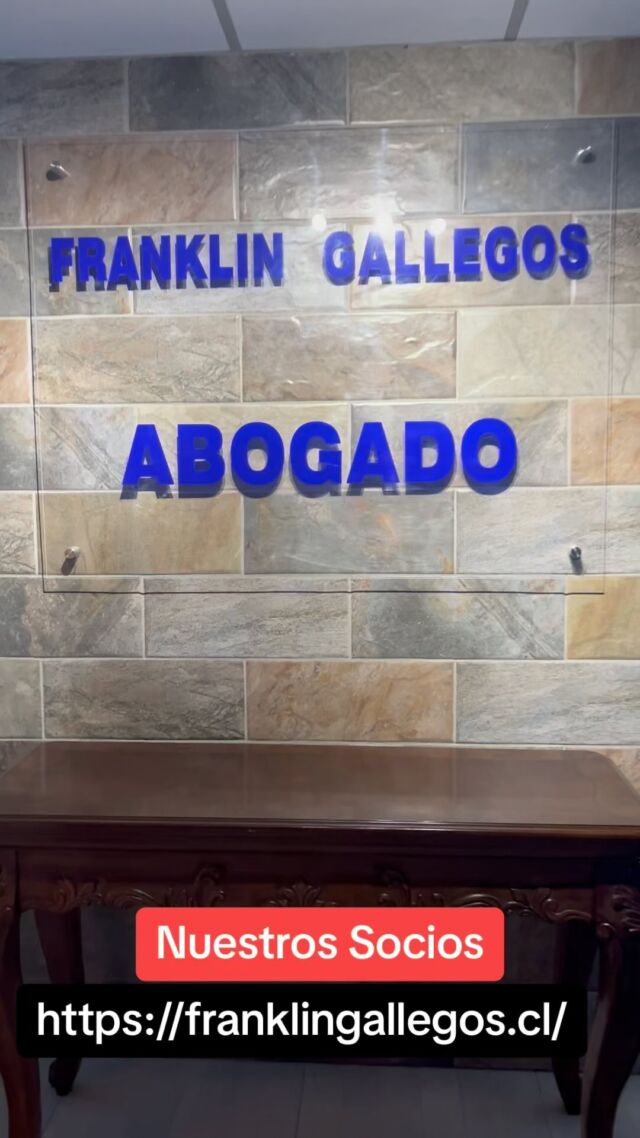 FRANKLIN GALLEGOS
ABOGADO
Nuestros Socios
https://franklingallegos.cl/